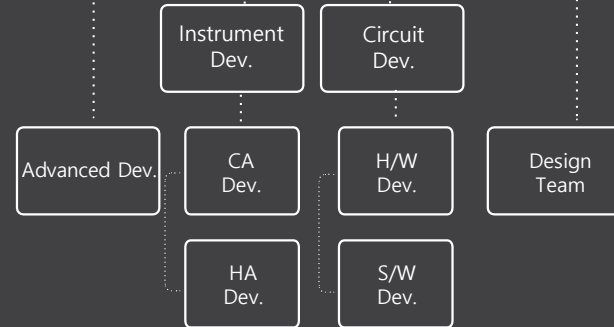 Instrument
Dev.
Circuit
Dev.
Advanced Dev.
CA
Dev.
H/W
Dev.
Design
Team
HA
Dev.
S/W
Dev.